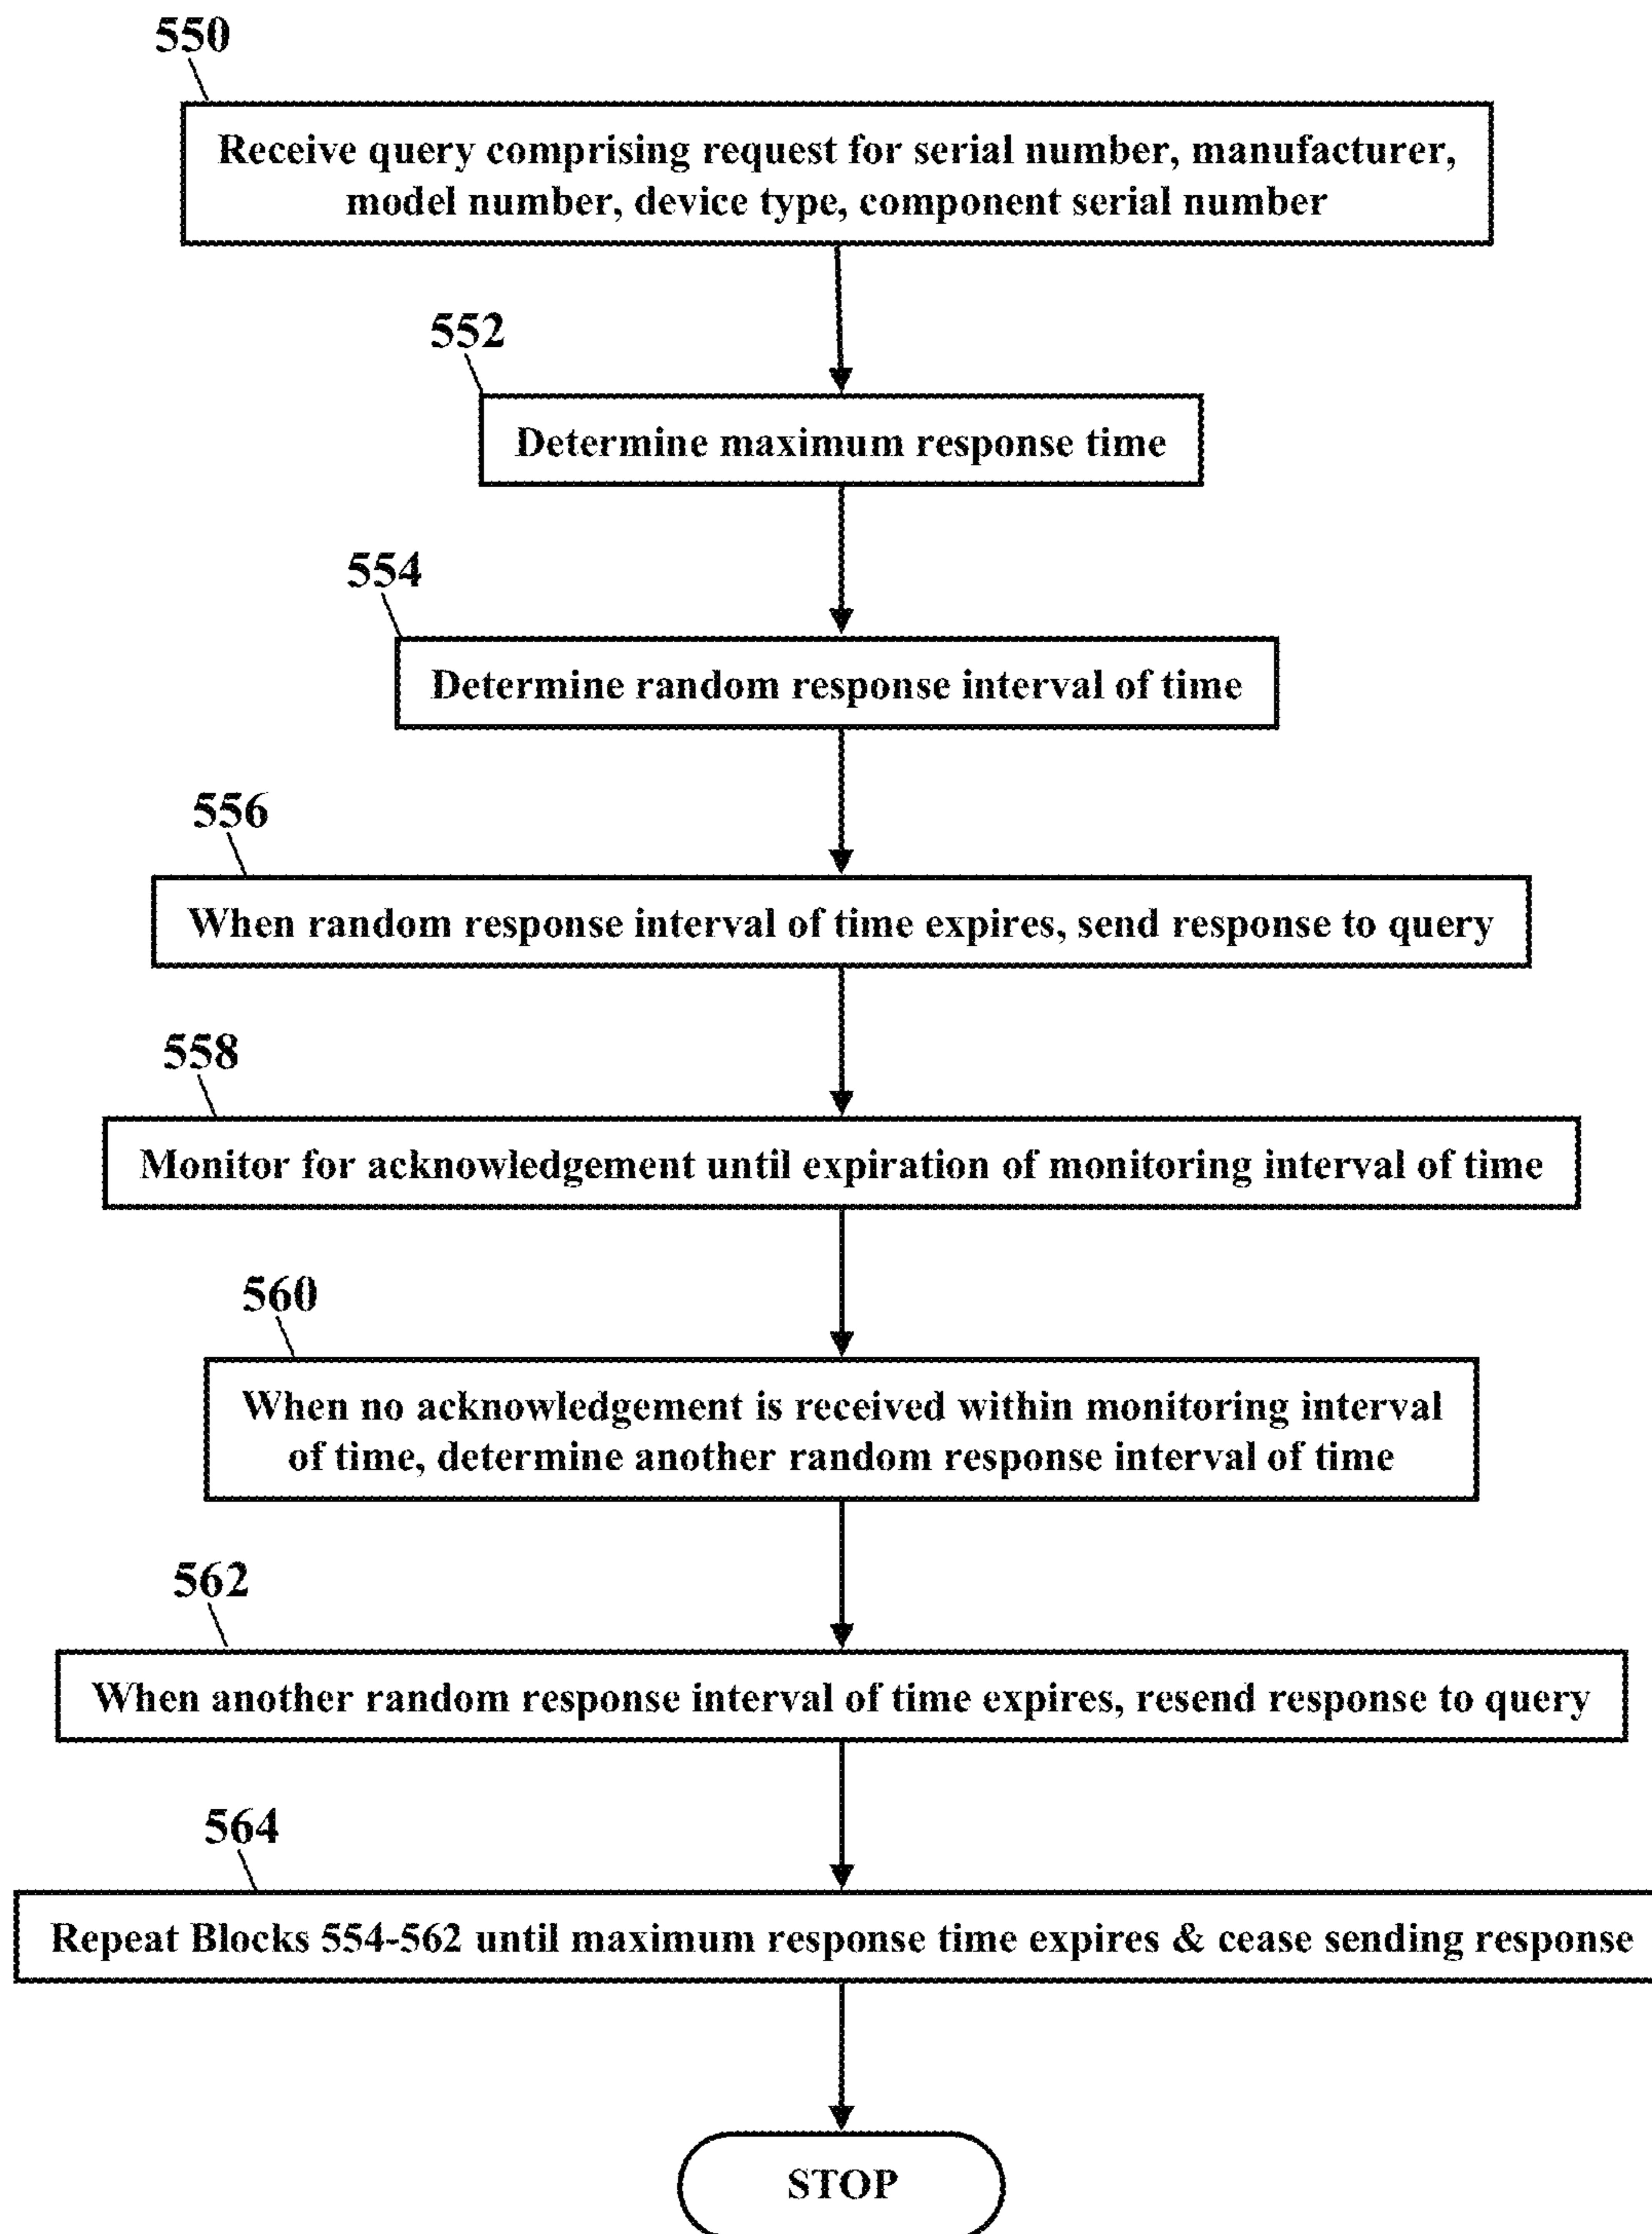 550
Receive query comprising request for serial number, manufacturer,
model number, device type, component serial number
552
Determine maximum response time
554
Determine random response interval of time
556
When random response interval of time expires, send response to query
558
Monitor for acknowledgement until expiration of monitoring interval of time
560
When no acknowledgement is received within monitoring interval
of time, determine another random response interval of time
562
When another random response interval of time expires, resend response to query
564
Repeat Blocks 554-562 until maximum response time expires & cease sending response
STOP